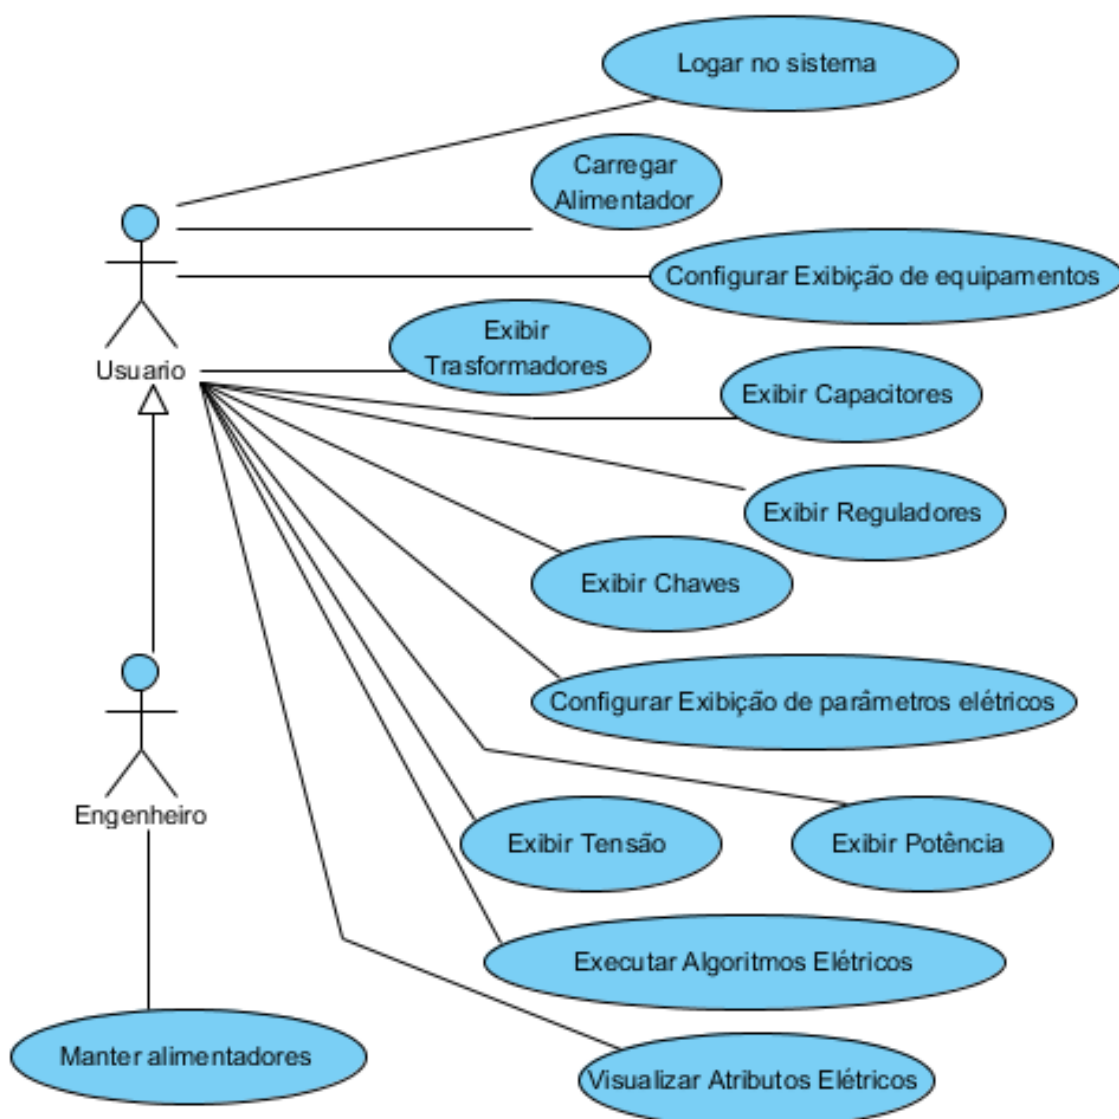 Logar no sistema
Carregar
Alimentador
Configurar Exibição de equipamentos
Exibir
Trasformadores
Usuario
Exibir Capacitores
Exibir Reguladores
Exibir Chaves
Configurar Exibição de parâmetros elétricos
Engenheiro
Exibir Tensão
Exibir Potência
Executar Algoritmos Elétricos
Manter alimentadores
Visualizar Atributos Elétricos